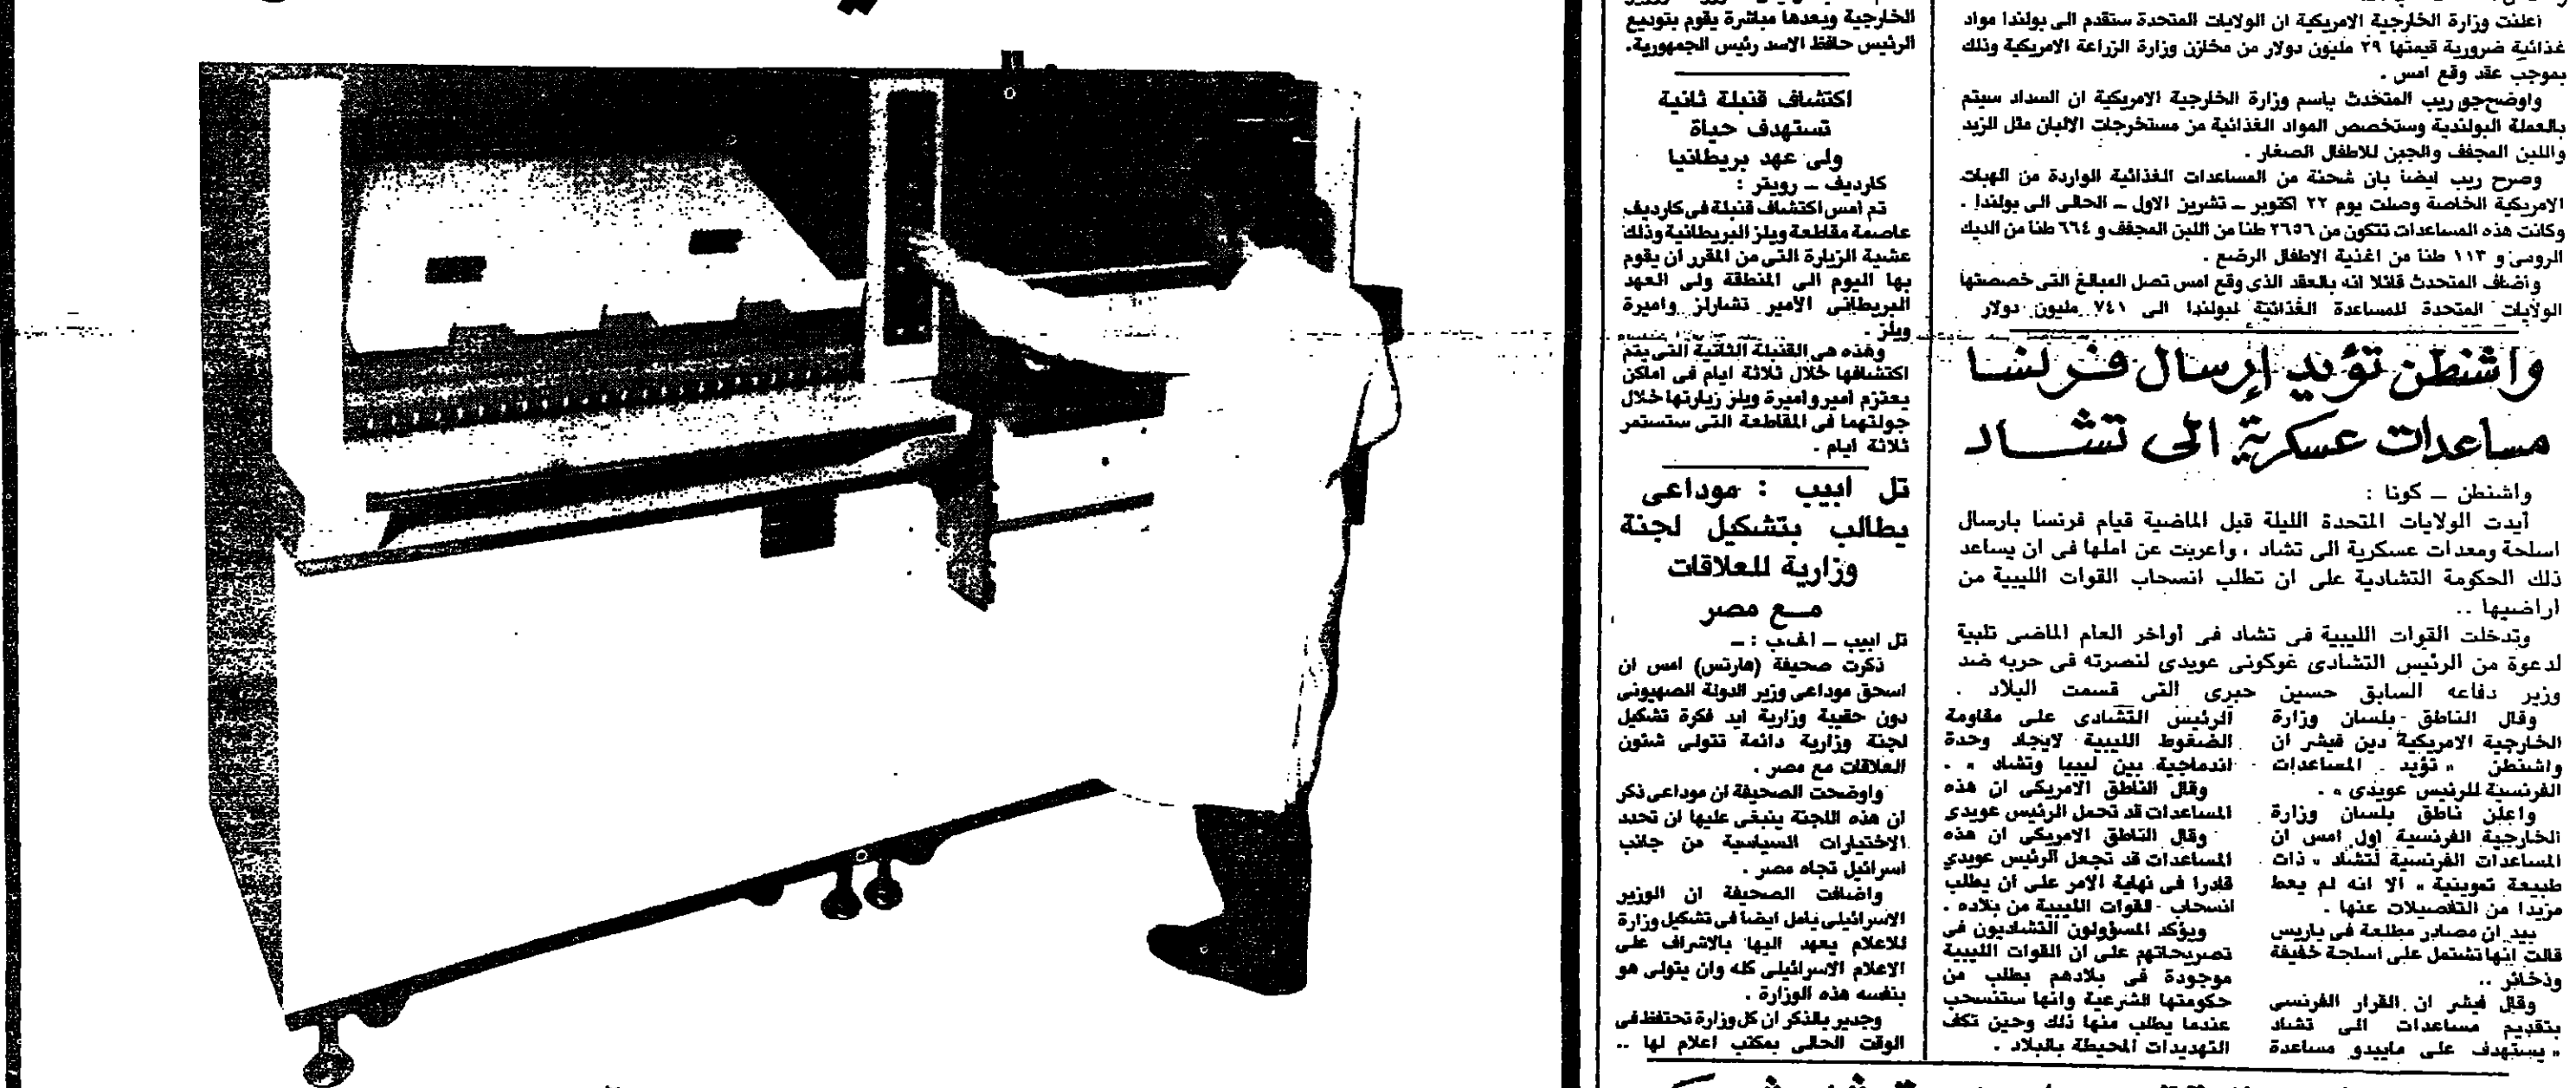 أعلنت وزارة الخارجية الامريكية ان الولايات المتحدة ستقدم الى بولندا مواد
غذائية ضرورية قيمتها ٢٩ مليون دولار من مخازن وزارة الزراعة الامريكية وذلك
بموجب عقد وقع امس .
واوضح جو ريب المتحدث باسم وزارة الخارجية الامريكية ان السداد سيتم
بالعملة البولندية وستخصص المواد الغذائية من مستخرجات الالبان مثل الزبد
واللبن المجفف والجبن للاطفال الصغار .
وصرح ريب ايضا بان شحنة من المساعدات الغذائية الواردة من الهبات
الامريكية الخاصة وصلت يوم ٢٢ اكتوبر ــ تشرين الاول ــ الحالى الى بولندا .
وكانت هذه المساعدات تتكون من ٢٦٥٦ طنا من اللبن المجفف و ٦٦٤ طنا من الديك
الرومى و ١١٣ طنا من اغذية الاطفال الرضع .
واضاف المتحدث قائلا انه بالعقد الذى وقع امس تصل المبالغ التى خصصتها
الولايات المتحدة للمساعدة الغذائية لبولندا الى ٧٤١ مليون دولار
واشنطن تؤيد إرسال فرنسا
مساعدات عسكرية الى تشاد
واشنطن ــ كونا :
أيدت الولايات المتحدة الليلة قبل الماضية قيام فرنسا بارسال
اسلحة ومعدات عسكرية الى تشاد ، واعربت عن املها فى ان يساعد
ذلك الحكومة التشادية على ان تطلب انسحاب القوات الليبية من
اراضيها ..
وتدخلت القوات الليبية فى تشاد فى أواخر العام الماضى تلبية
لدعوة من الرئيس التشادى غوكونى عويدى لنصرته فى حربه ضد
وزير دفاعه السابق حسين حبرى التى قسمت البلاد .
وقال الناطق بلسان وزارة
الخارجية الامريكية دين فيشر ان
واشنطن « تؤيد المساعدات
الفرنسية للرئيس عويدى » .
واعلن ناطق بلسان وزارة
الخارجية الفرنسية اول امس ان
المساعدات الفرنسية لتشاد « ذات
طبيعة تموينية » الا انه لم يعط
مزيدا من التفصيلات عنها .
بيد ان مصادر مطلعة فى باريس
قالت انها تشتمل على اسلحة خفيفة
وذخائر ..
وقال فيشر ان القرار الفرنسى
بتقديم مساعدات الى تشاد
« يستهدف على مايبدو مساعدة
الرئيس التشادى على مقاومة
الضغوط الليبية لايجاد وحدة
اندماجية بين ليبيا وتشاد » .
وقال الناطق الامريكى ان هذه
المساعدات قد تحمل الرئيس عويدى
وقال الناطق الامريكى ان هذه
المساعدات قد تجعل الرئيس عويدي
قادرا فى نهاية الامر على ان يطلب
انسحاب القوات الليبية من بلاده .
ويؤكد المسؤولون التشاديون فى
تصريحاتهم على ان القوات الليبية
موجودة فى بلادهم بطلب من
حكومتها الشرعية وانها ستنسحب
عندما يطلب منها ذلك وحين تكف
التهديدات المحيطة بالبلاد .
الخارجية وبعدها مباشرة يقوم بتوديع
الرئيس حافظ الاسد رئيس الجمهورية.
اكتشاف قنبلة ثانية
تستهدف حياة
ولى عهد بريطانيا
كارديف ــ رويتر :
تم امس اكتشاف قنبلة فى كارديف
عاصمة مقاطعة ويلز البريطانية وذلك
عشية الزيارة التى من المقرر ان يقوم
بها اليوم الى المنطقة ولى العهد
البريطانى الأمير تشارلز واميرة
ويلز .
وهذه هى القنبلة الثانية التى يتم
اكتشافها خلال ثلاثة ايام فى اماكن
يعتزم امير واميرة ويلز زيارتها خلال
جولتهما فى المقاطعة التى ستستمر
ثلاثة ايام .
تل ابيب : موداعى
يطالب بتشكيل لجنة
وزارية للعلاقات
مـــع مصر
تل ابيب ــ ا.ف.ب : ــ
ذكرت صحيفة (هارتس) امس ان
اسحق موداعى وزير الدولة الصهيونى
دون حقيبة وزارية ايد فكرة تشكيل
لجنة وزارية دائمة تتولى شئون
العلاقات مع مصر .
واوضحت الصحيفة ان موداعى ذكر
ان هذه اللجنة ينبغى عليها ان تحدد
الاختيارات السياسية من جانب
اسرائيل تجاه مصر .
واضافت الصحيفة ان الوزير
الاسرائيلى يامل ايضا فى تشكيل وزارة
للاعلام يعهد اليها بالاشراف على
الاعلام الاسرائيلى كله وان يتولى هو
بنفسه هذه الوزارة .
وجدير بالذكر ان كل وزارة تحتفظ فى
الوقت الحالى بمكتب اعلام لها ..